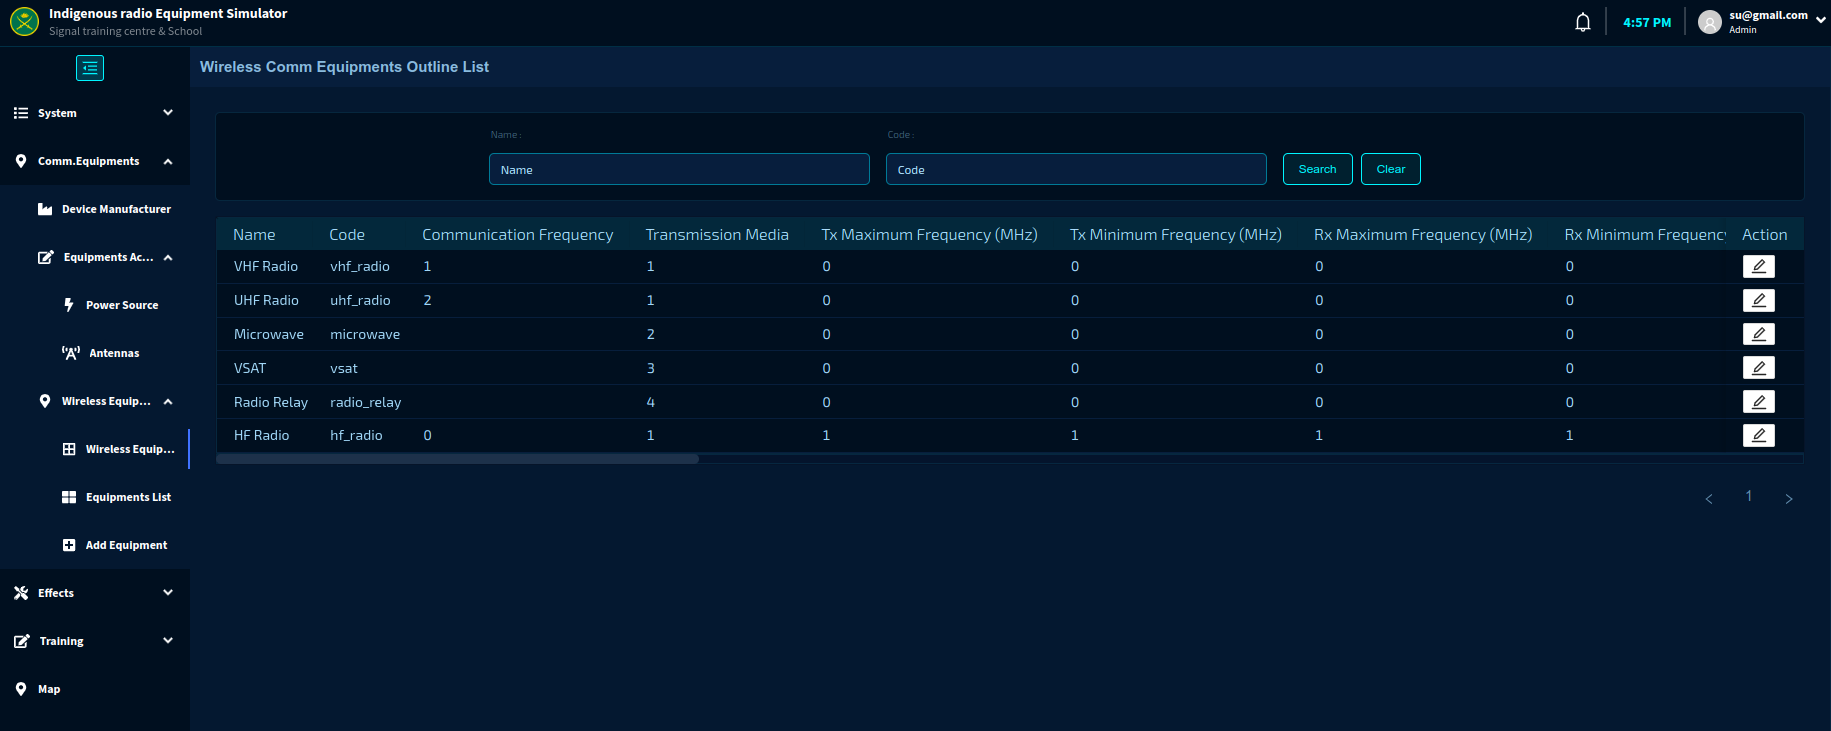 Indigenous radio Equipment Simulator
Signal training centre & School
4:57 PM
su@gmail.com
Admin
System
Comm.Equipments
Device Manufacturer
Equipments Ac...
Power Source
Antennas
Wireless Equip...
Wireless Equip...
Equipments List
Add Equipment
Effects
Training
Map
Wireless Comm Equipments Outline List
Name : Code :
Name Code Search Clear
Name Code Communication Frequency Transmission Media Tx Maximum Frequency (MHz) Tx Minimum Frequency (MHz) Rx Maximum Frequency (MHz) Rx Minimum Frequency Action
VHF Radio vhf_radio 1 1 0 0 0 0
UHF Radio uhf_radio 2 1 0 0 0 0
Microwave microwave 2 0 0 0 0
VSAT vsat 3 0 0 0 0
Radio Relay radio_relay 4 0 0 0 0
HF Radio hf_radio 0 1 1 1 1 1
< 1 >